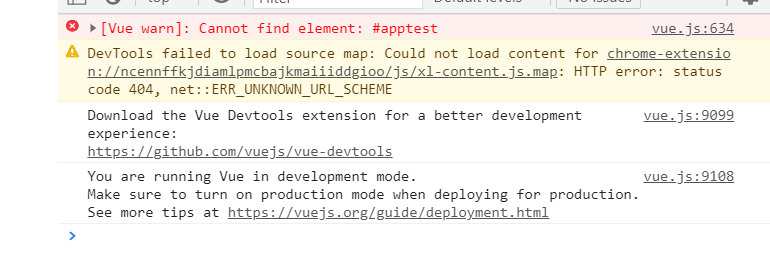 top Filter Default levels No Issues
[Vue warn]: Cannot find element: #apptest vue.js:634
DevTools failed to load source map: Could not load content for chrome-extensio
n://ncennffkjdiamlpmcbajkmaiiiddgioo/js/xl-content.js.map: HTTP error: status
code 404, net::ERR_UNKNOWN_URL_SCHEME
Download the Vue Devtools extension for a better development vue.js:9099
experience:
https://github.com/vuejs/vue-devtools
You are running Vue in development mode. vue.js:9108
Make sure to turn on production mode when deploying for production.
See more tips at https://vuejs.org/guide/deployment.html